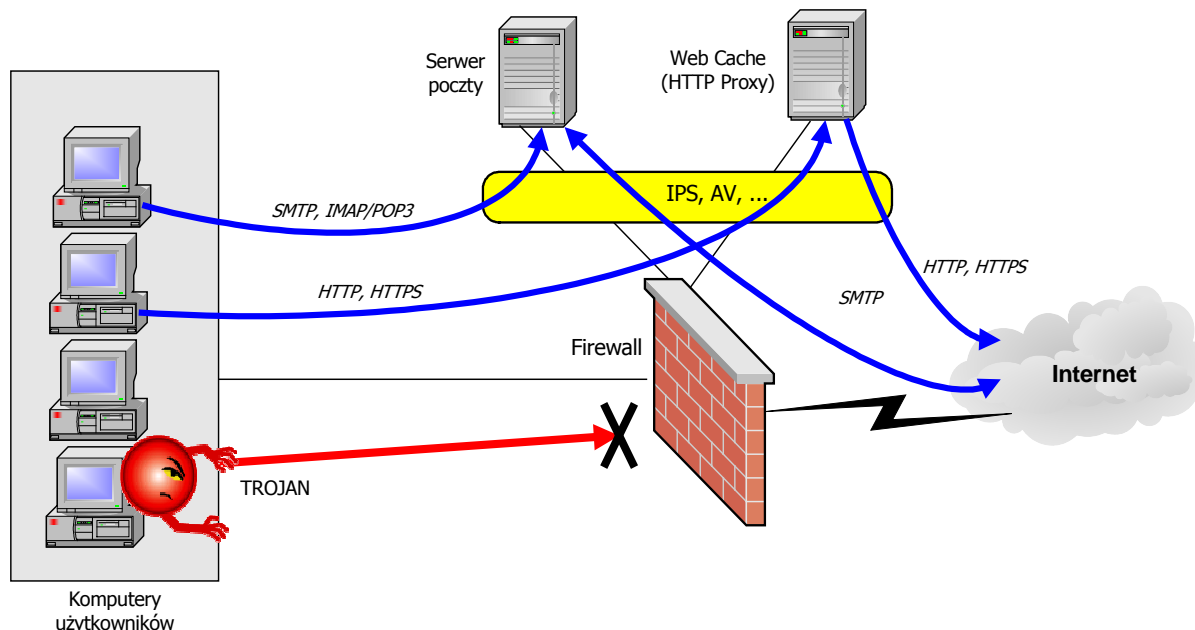 Serwer
poczty
Web Cache
(HTTP Proxy)
IPS, AV, ...
SMTP, IMAP/POP3
HTTP, HTTPS
HTTP, HTTPS
SMTP
Firewall
Internet
TROJAN
Komputery
użytkowników